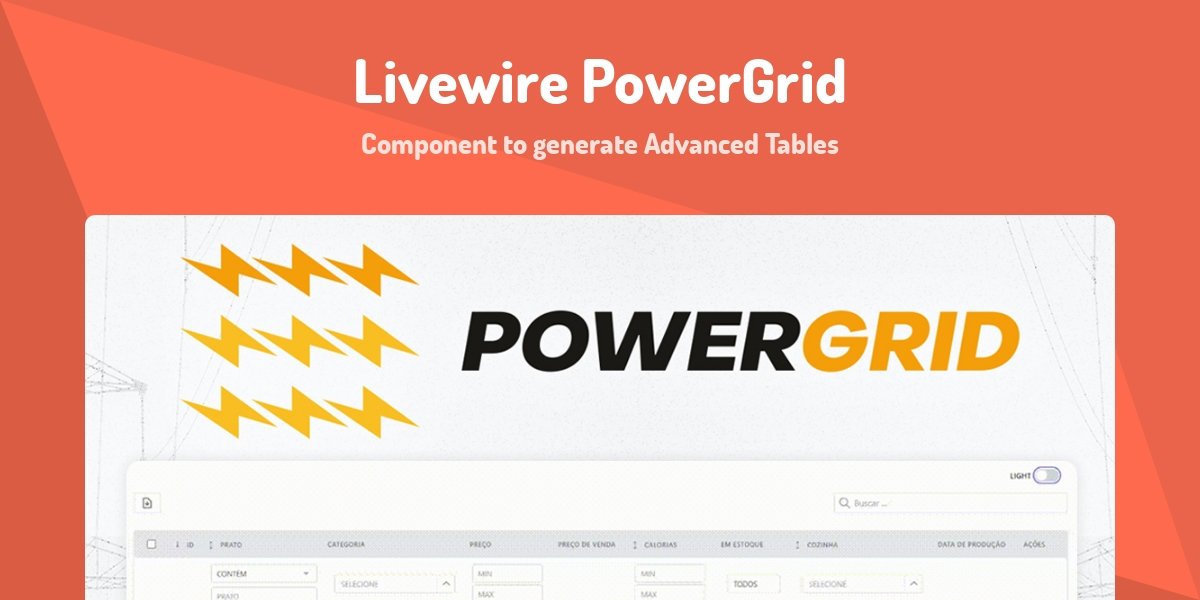 Livewire PowerGrid
Component to generate Advanced Tables
POWERGRID
LIGHT
Buscar ...
ID PRATO CATEGORIA PREÇO PREÇO DE VENDA CALORIAS EM ESTOQUE COZINHA DATA DE PRODUÇÃO AÇÕES
CONTÉM SELECIONE MIN MIN TODOS SELECIONE
PRATO MAX MAX